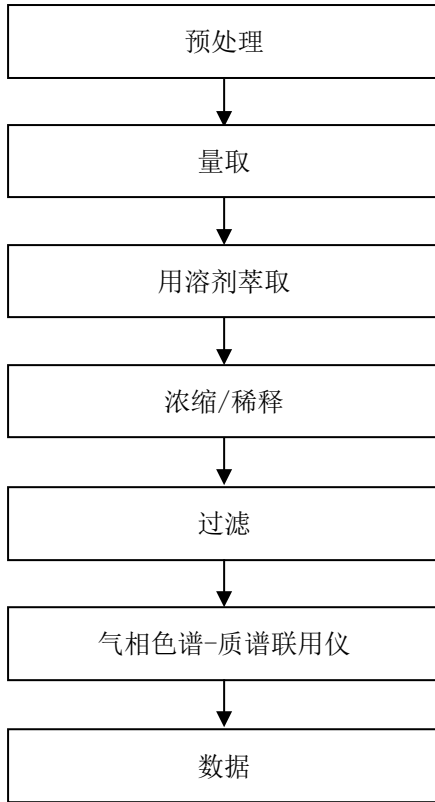 预处理
量取
用溶剂萃取
浓缩/稀释
过滤
气相色谱-质谱联用仪
数据